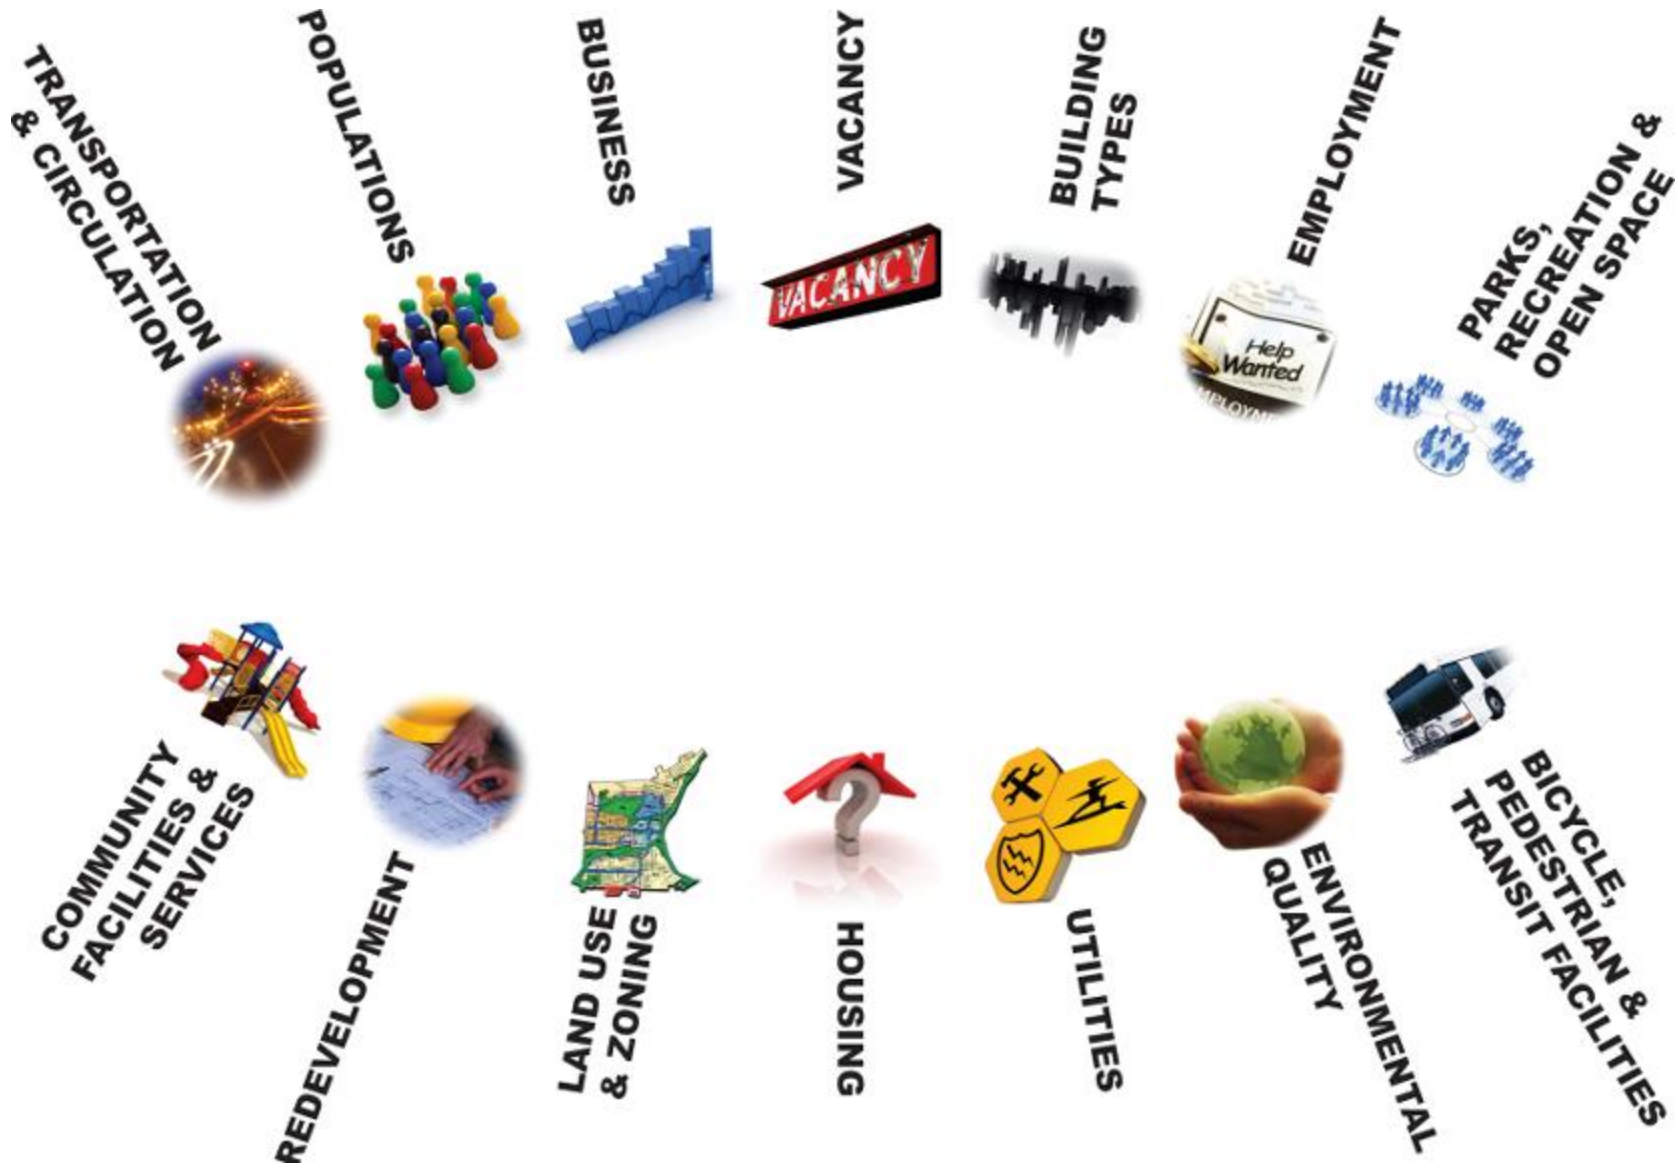 TRANSPORTATION
& CIRCULATION
POPULATIONS
BUSINESS
VACANCY
BUILDING
TYPES
EMPLOYMENT
PARKS,
RECREATION &
OPEN SPACE
VACANCY
Help
Wanted
EMPLOYME
COMMUNITY
FACILITIES &
SERVICES
REDEVELOPMENT
LAND USE
& ZONING
HOUSING
?
UTILITIES
ENVIRONMENTAL
QUALITY
BICYCLE,
PEDESTRIAN &
TRANSIT FACILITIES